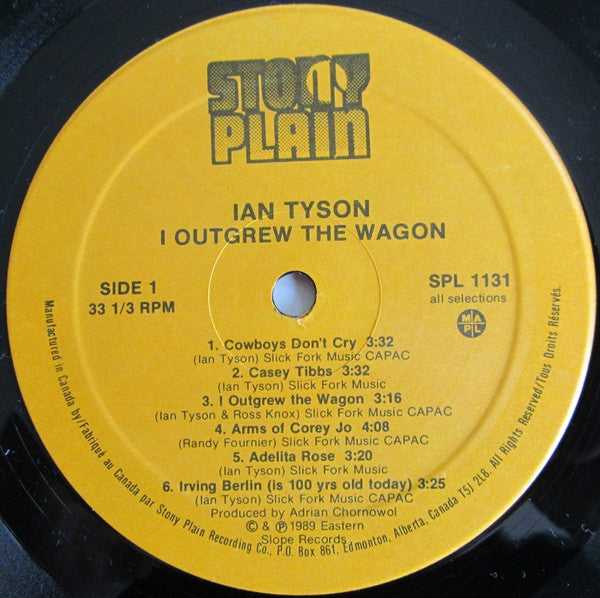 STONY
PLAIN
IAN TYSON
I OUTGREW THE WAGON
SIDE 1
33 1/3 RPM
SPL 1131
all selections
M A
P L
1. Cowboys Don't Cry 3:32
(Ian Tyson) Slick Fork Music CAPAC
2. Casey Tibbs 3:32
(Ian Tyson) Slick Fork Music
3. I Outgrew the Wagon 3:16
(Ian Tyson & Ross Knox) Slick Fork Music CAPAC
4. Arms of Corey Jo 4:08
(Randy Fournier) Slick Fork Music CAPAC
5. Adelita Rose 3:20
(Ian Tyson) Slick Fork Music
6. Irving Berlin (is 100 yrs old today) 3:25
(Ian Tyson) Slick Fork Music CAPAC
Produced by Adrian Chornowol
© & ℗ 1989 Eastern
Slope Records
Manufactured in Canada by/Fabriqué au Canada par Stony Plain Recording Co., P.O. Box 861, Edmonton, Alberta, Canada T5J 2L8. All Rights Reserved/Tous Droits Réservés.